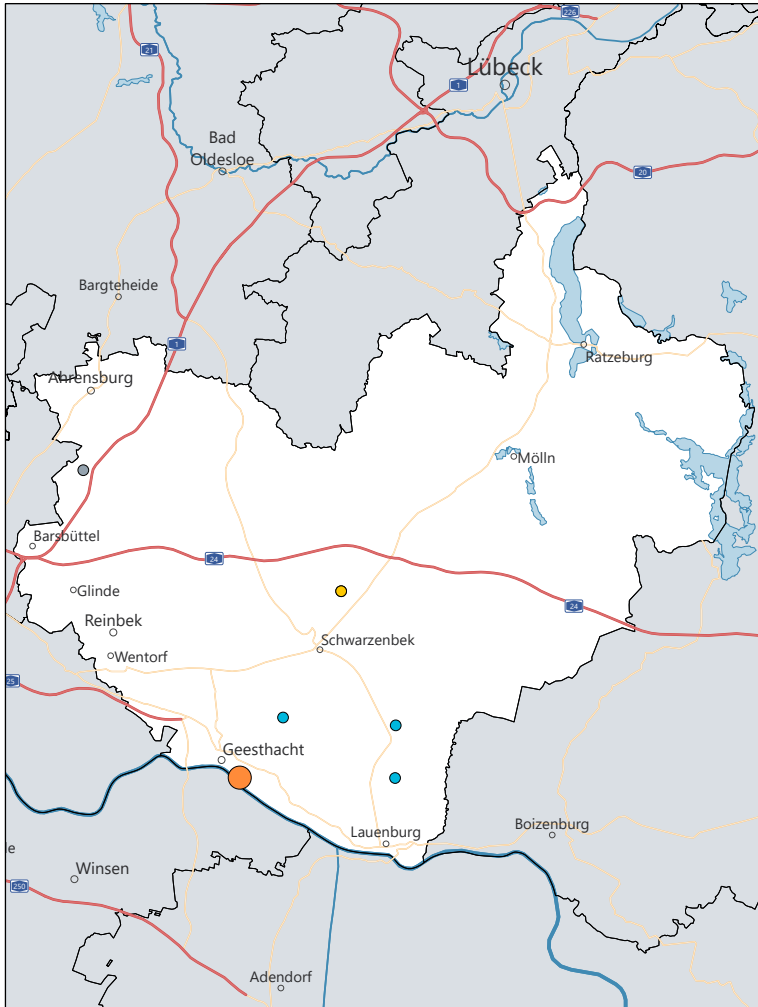 226
21
Lübeck
1
Bad
Oldesloe
20
Bargteheide
1
Ratzeburg
Ahrensburg
Mölln
Barsbüttel
24
Glinde
24
Reinbek
Schwarzenbek
Wentorf
25
Geesthacht
Lauenburg
Boizenburg
e
Winsen
250
Adendorf